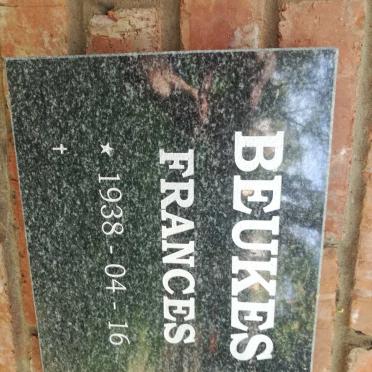 BEUKES
FRANCES
★ 1938-04-16
✝